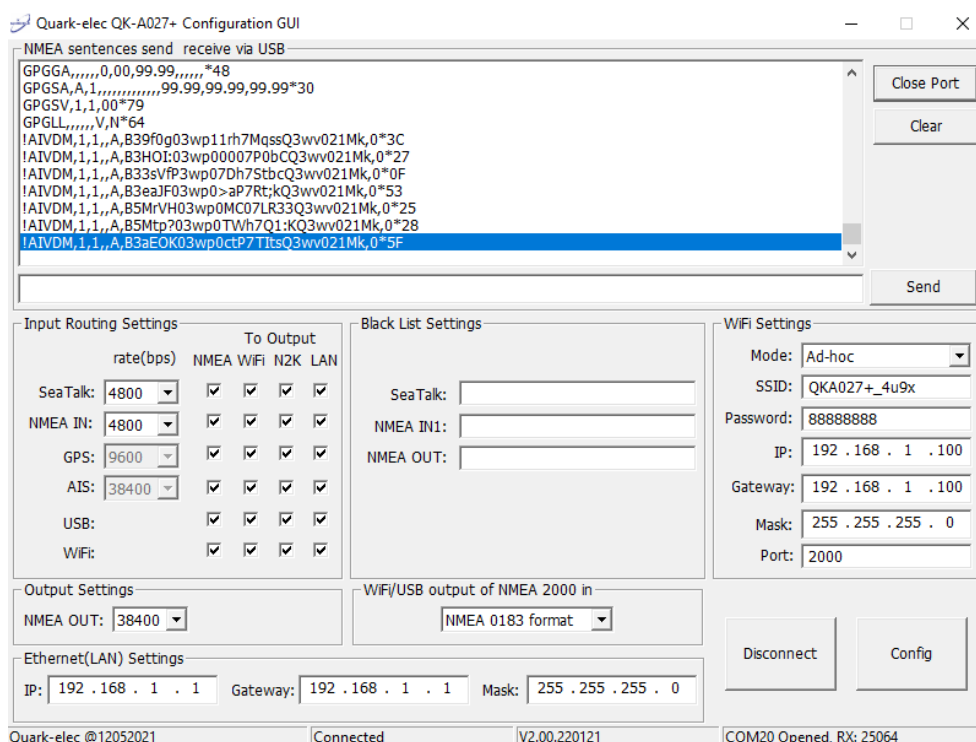 Quark-elec QK-A027+ Configuration GUI
NMEA sentences send receive via USB
GPGGA,,,,,,0,00,99.99,,,,,,*48
GPGSA,A,1,,,,,,,,,,,,,99.99,99.99,99.99*30
GPGSV,1,1,00*79
GPGLL,,,,,,V,N*64
!AIVDM,1,1,,A,B39f0g03wp11rh7MqssQ3wv021Mk,0*3C
!AIVDM,1,1,,A,B3HOI:03wp00007P0bCQ3wv021Mk,0*27
!AIVDM,1,1,,A,B33sVfP3wp07Dh7StbcQ3wv021Mk,0*0F
!AIVDM,1,1,,A,B3eaJF03wp0>aP7Rt;kQ3wv021Mk,0*53
!AIVDM,1,1,,A,B5MrVH03wp0MC07LR33Q3wv021Mk,0*25
!AIVDM,1,1,,A,B5Mtp?03wp0TWh7Q1:KQ3wv021Mk,0*28
!AIVDM,1,1,,A,B3aEOK03wp0ctP7TItsQ3wv021Mk,0*5F
Close Port
Clear
Send
Input Routing Settings
To Output
rate(bps) NMEA WiFi N2K LAN
SeaTalk: 4800
NMEA IN: 4800
GPS: 9600
AIS: 38400
USB:
WiFi:
Black List Settings
SeaTalk:
NMEA IN1:
NMEA OUT:
WiFi Settings
Mode: Ad-hoc
SSID: QKA027+_4u9x
Password: 88888888
IP: 192 .168 . 1 .100
Gateway: 192 .168 . 1 .100
Mask: 255 .255 .255 . 0
Port: 2000
Output Settings
NMEA OUT: 38400
WiFi/USB output of NMEA 2000 in
NMEA 0183 format
Disconnect
Config
Ethernet(LAN) Settings
IP: 192 .168 . 1 . 1 Gateway: 192 .168 . 1 . 1 Mask: 255 .255 .255 . 0
Quark-elec @12052021 Connected V2.00.220121 COM20 Opened, RX: 25064